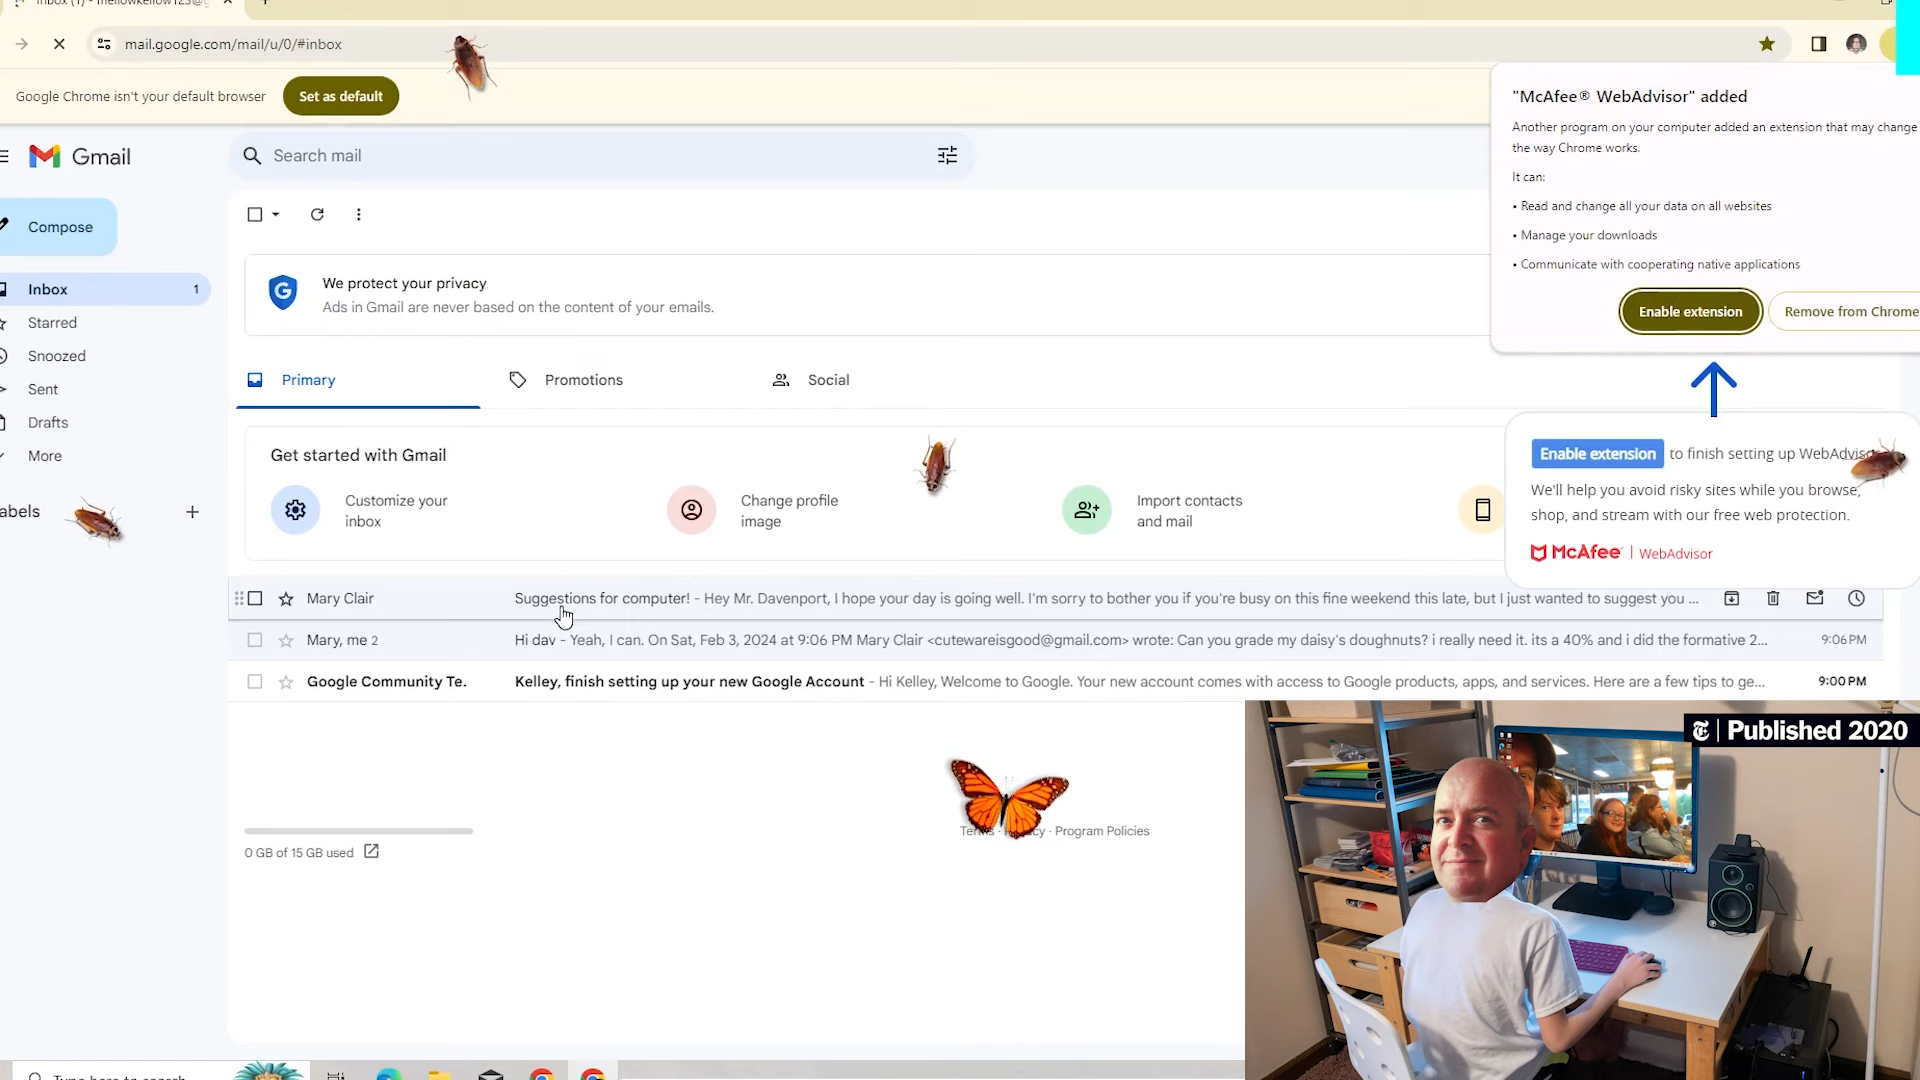 Inbox (1) - mellowkellow123@g
mail.google.com/mail/u/0/#inbox
Google Chrome isn't your default browser
Set as default
"McAfee® WebAdvisor" added
Another program on your computer added an extension that may change
the way Chrome works.
It can:
• Read and change all your data on all websites
• Manage your downloads
• Communicate with cooperating native applications
Enable extension
Remove from Chrome
Gmail
Search mail
Compose
Inbox 1
Starred
Snoozed
Sent
Drafts
More
abels
We protect your privacy
Ads in Gmail are never based on the content of your emails.
Primary
Promotions
Social
Get started with Gmail
Customize your
inbox
Change profile
image
Import contacts
and mail
Enable extension to finish setting up WebAdvisor
We'll help you avoid risky sites while you browse,
shop, and stream with our free web protection.
McAfee | WebAdvisor
Mary Clair Suggestions for computer! - Hey Mr. Davenport, I hope your day is going well. I'm sorry to bother you if you're busy on this fine weekend this late, but I just wanted to suggest you ...
Mary, me 2 Hi dav - Yeah, I can. On Sat, Feb 3, 2024 at 9:06 PM Mary Clair <cutewareisgood@gmail.com> wrote: Can you grade my daisy's doughnuts? i really need it. its a 40% and i did the formative 2... 9:06 PM
Google Community Te. Kelley, finish setting up your new Google Account - Hi Kelley, Welcome to Google. Your new account comes with access to Google products, apps, and services. Here are a few tips to ge... 9:00 PM
Published 2020
Terms · Privacy · Program Policies
0 GB of 15 GB used
Type here to search